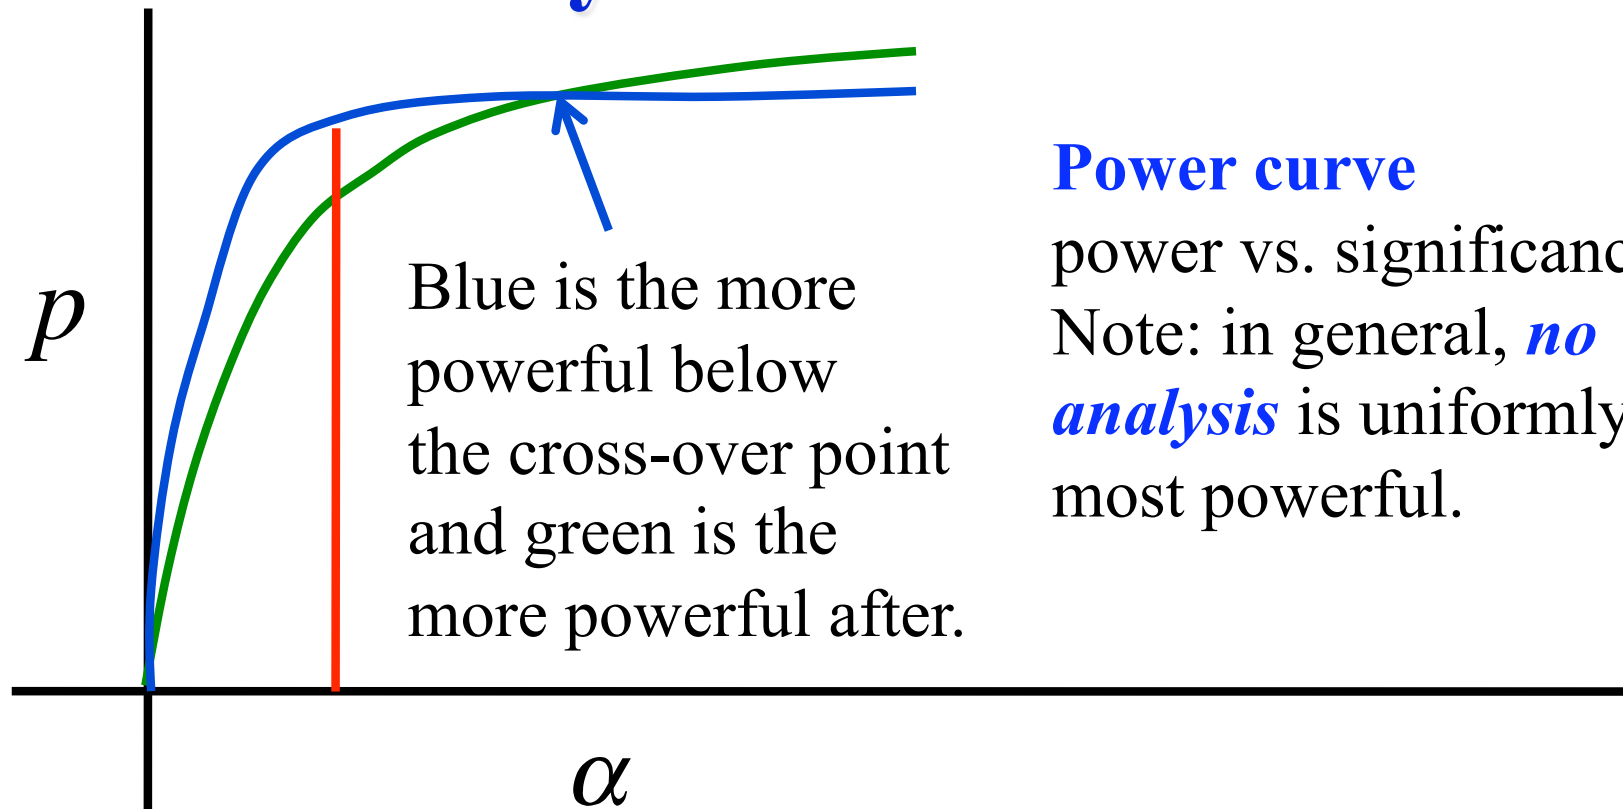 p
Blue is the more
powerful below
the cross-over point
and green is the
more powerful after.
α
Power curve
power vs.
Note: in general, no
analysis is uniformly
most powerful.